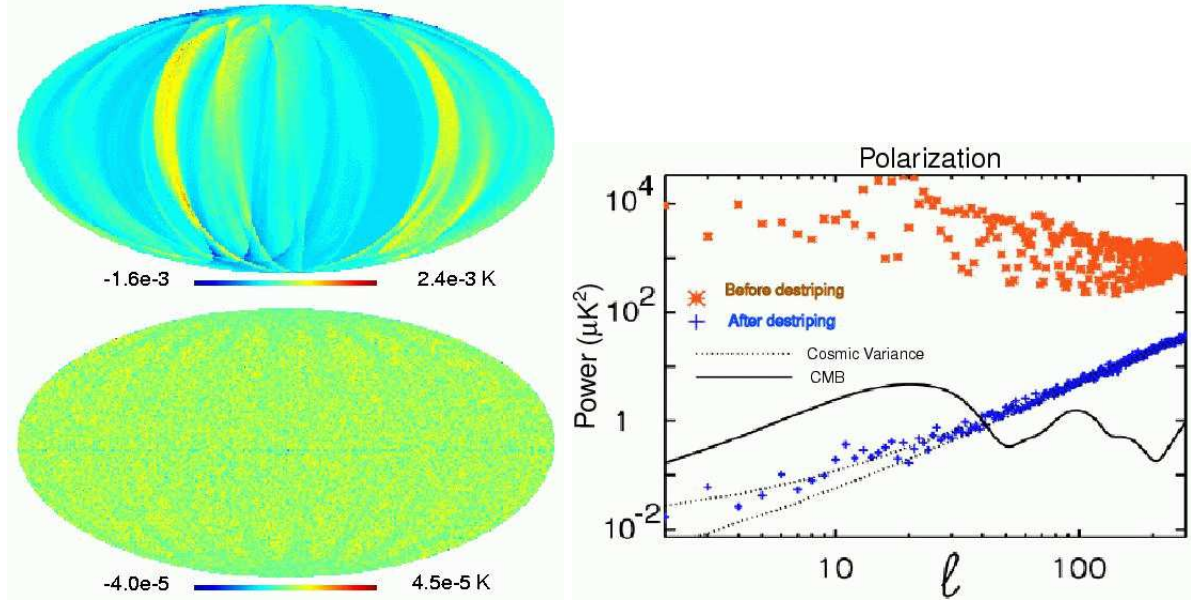 -1.6e-3 2.4e-3 K
-4.0e-5 4.5e-5 K
Polarization
Power (μK²)
10⁴
10²
1
10⁻²
Before destriping
After destriping
Cosmic Variance
CMB
10 100
ℓ